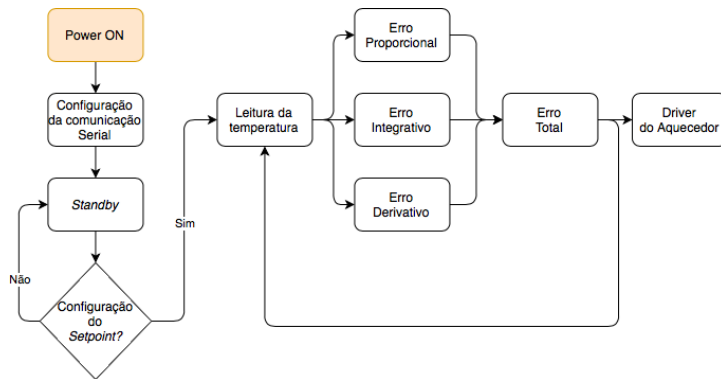 Power ON
Configuração
da comunicação
Serial
Standby
Não
Configuração
do
Setpoint?
Sim
Leitura da
temperatura
Erro
Proporcional
Erro
Integrativo
Erro
Derivativo
Erro
Total
Driver
do Aquecedor